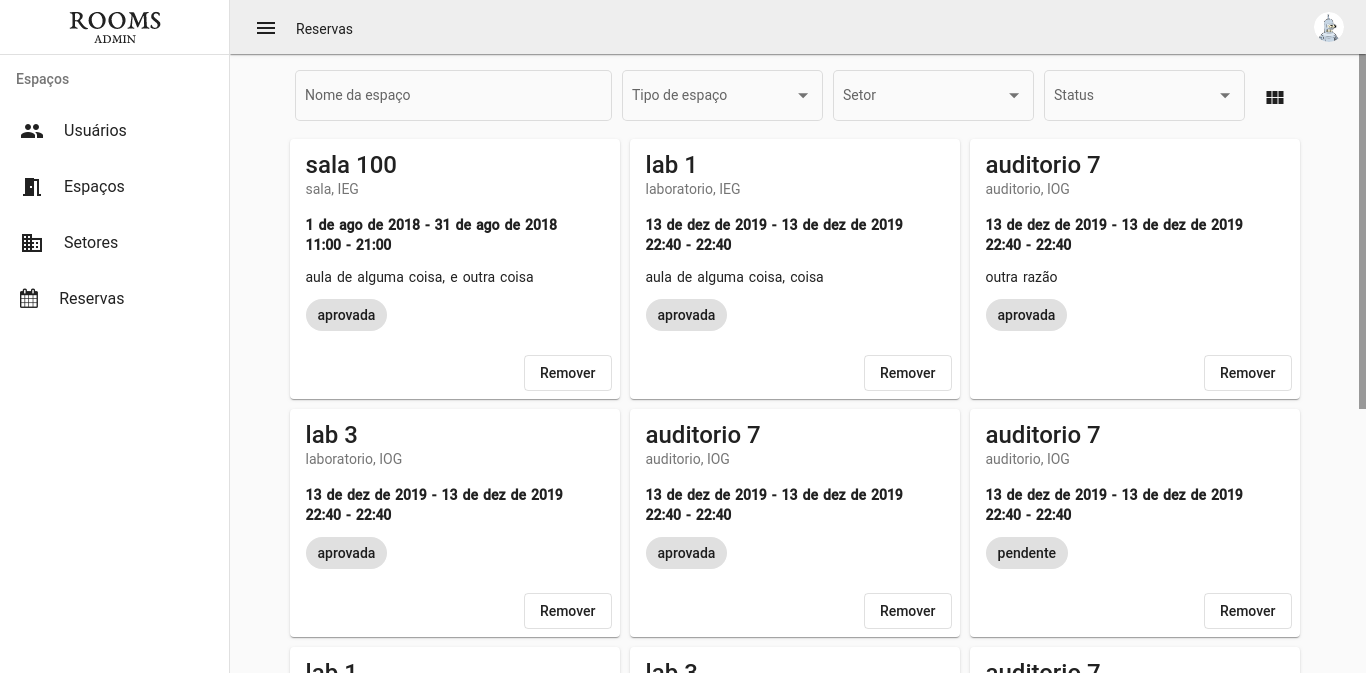 ROOMS
ADMIN
Reservas
Espaços
Usuários
Espaços
Setores
Reservas
Nome da espaço
Tipo de espaço
Setor
Status
sala 100
sala, IEG
1 de ago de 2018 - 31 de ago de 2018
11:00 - 21:00
aula de alguma coisa, e outra coisa
aprovada
Remover
lab 1
laboratorio, IEG
13 de dez de 2019 - 13 de dez de 2019
22:40 - 22:40
aula de alguma coisa, coisa
aprovada
Remover
auditorio 7
auditorio, IOG
13 de dez de 2019 - 13 de dez de 2019
22:40 - 22:40
outra razão
aprovada
Remover
lab 3
laboratorio, IOG
13 de dez de 2019 - 13 de dez de 2019
22:40 - 22:40
aprovada
Remover
auditorio 7
auditorio, IOG
13 de dez de 2019 - 13 de dez de 2019
22:40 - 22:40
aprovada
Remover
auditorio 7
auditorio, IOG
13 de dez de 2019 - 13 de dez de 2019
22:40 - 22:40
pendente
Remover
lab 1
lab 3
auditorio 7